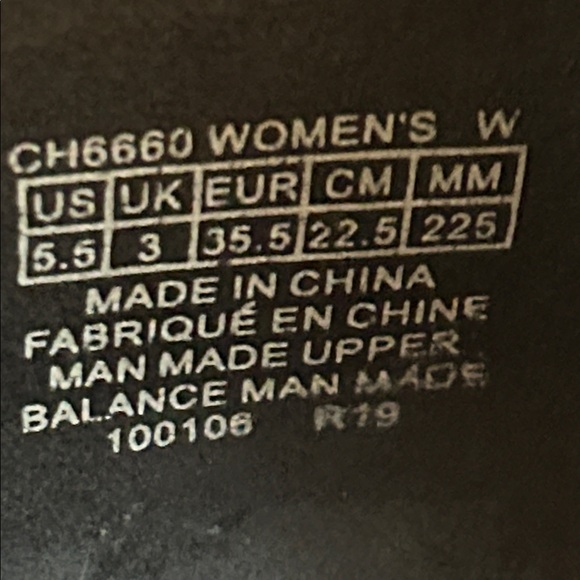 CH6660 WOMEN'S W
US UK EUR CM MM
5.5 3 35.5 22.5 225
MADE IN CHINA
FABRIQUÉ EN CHINE
MAN MADE UPPER
BALANCE MAN MADE
100106 R19